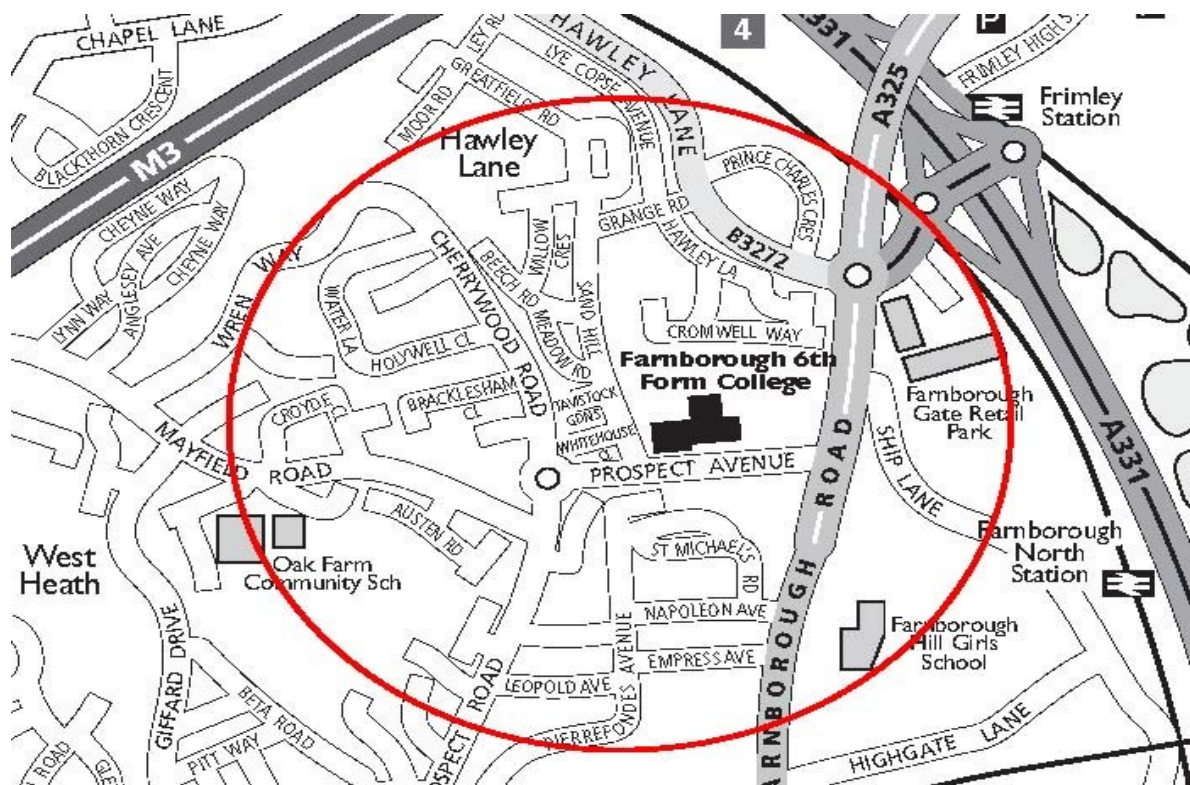 CHAPEL LANE
BLACKTHORN CRESCENT
M3
LEY RD
GREATFIELD RD
MOOR RD
Hawley
Lane
HAWLEY LANE
LYE COPSE AVENUE
4
P
A331
A325
FRIMLEY HIGH S
Frimley
Station
PRINCE CHARLES CRES
GRANGE RD
HAWLEY LA
B3272
CHEYNE WAY
CHEYNE WAY
ANGLESEY AVE
LYNN WAY
WREN WAY
WATER LA
HOLYWELL CL
CHERRYWOOD ROAD
BEECH RD
WILLOW
CRES
MEADOW RD
SAND HILL
CROMWELL WAY
Farnborough 6th
Form College
Farnborough
Gate Retail
Park
BRACKLESHAM
CL
CROYDE
CL
TAVISTOCK
GDNS
WHITEHOUSE
CL
MAYFIELD ROAD
PROSPECT AVENUE
SHIP LANE
A331
AUSTEN RD
West
Heath
Oak Farm
Community Sch
ST MICHAEL'S RD
Farnborough
North
Station
NAPOLEON AVE
EMPRESS AVE
LEOPOLD AVE
PIERREFONDES AVENUE
Farnborough
Hill Girls
School
GIFFARD DRIVE
BETA ROAD
PITT WAY
ROAD
GLE
OSPECT ROAD
ARNBOROUGH ROAD
HIGHGATE LANE